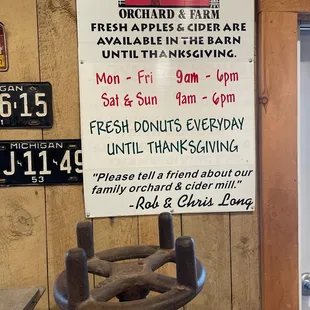 ORCHARD & FARM
FRESH APPLES & CIDER ARE
AVAILABLE IN THE BARN
UNTIL THANKSGIVING.
Mon - Fri 9am - 6pm
Sat & Sun 9am - 6pm
FRESH DONUTS EVERYDAY
UNTIL THANKSGIVING
"Please tell a friend about our
family orchard & cider mill."
-Rob & Chris Long
GAN
6·15
MICHIGAN
J·11·49
53